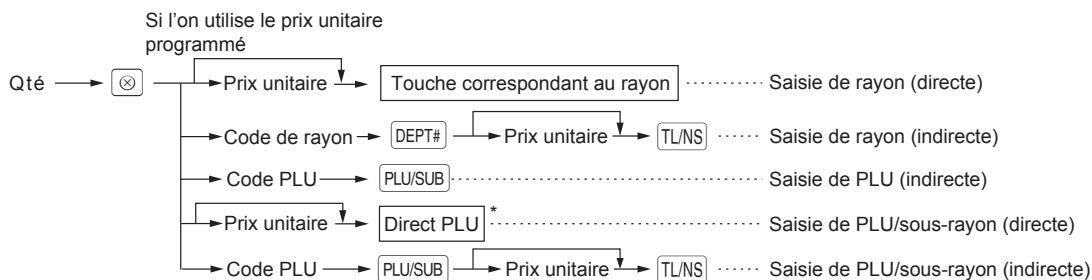 Si l'on utilise le prix unitaire
programmé
Qté ⊗ Prix unitaire Touche correspondant au rayon Saisie de rayon (directe)
Code de rayon DEPT# Prix unitaire TL/NS Saisie de rayon (indirecte)
Code PLU PLU/SUB Saisie de PLU (indirecte)
Prix unitaire Direct PLU * Saisie de PLU/sous-rayon (directe)
Code PLU PLU/SUB Prix unitaire TL/NS Saisie de PLU/sous-rayon (indirecte)